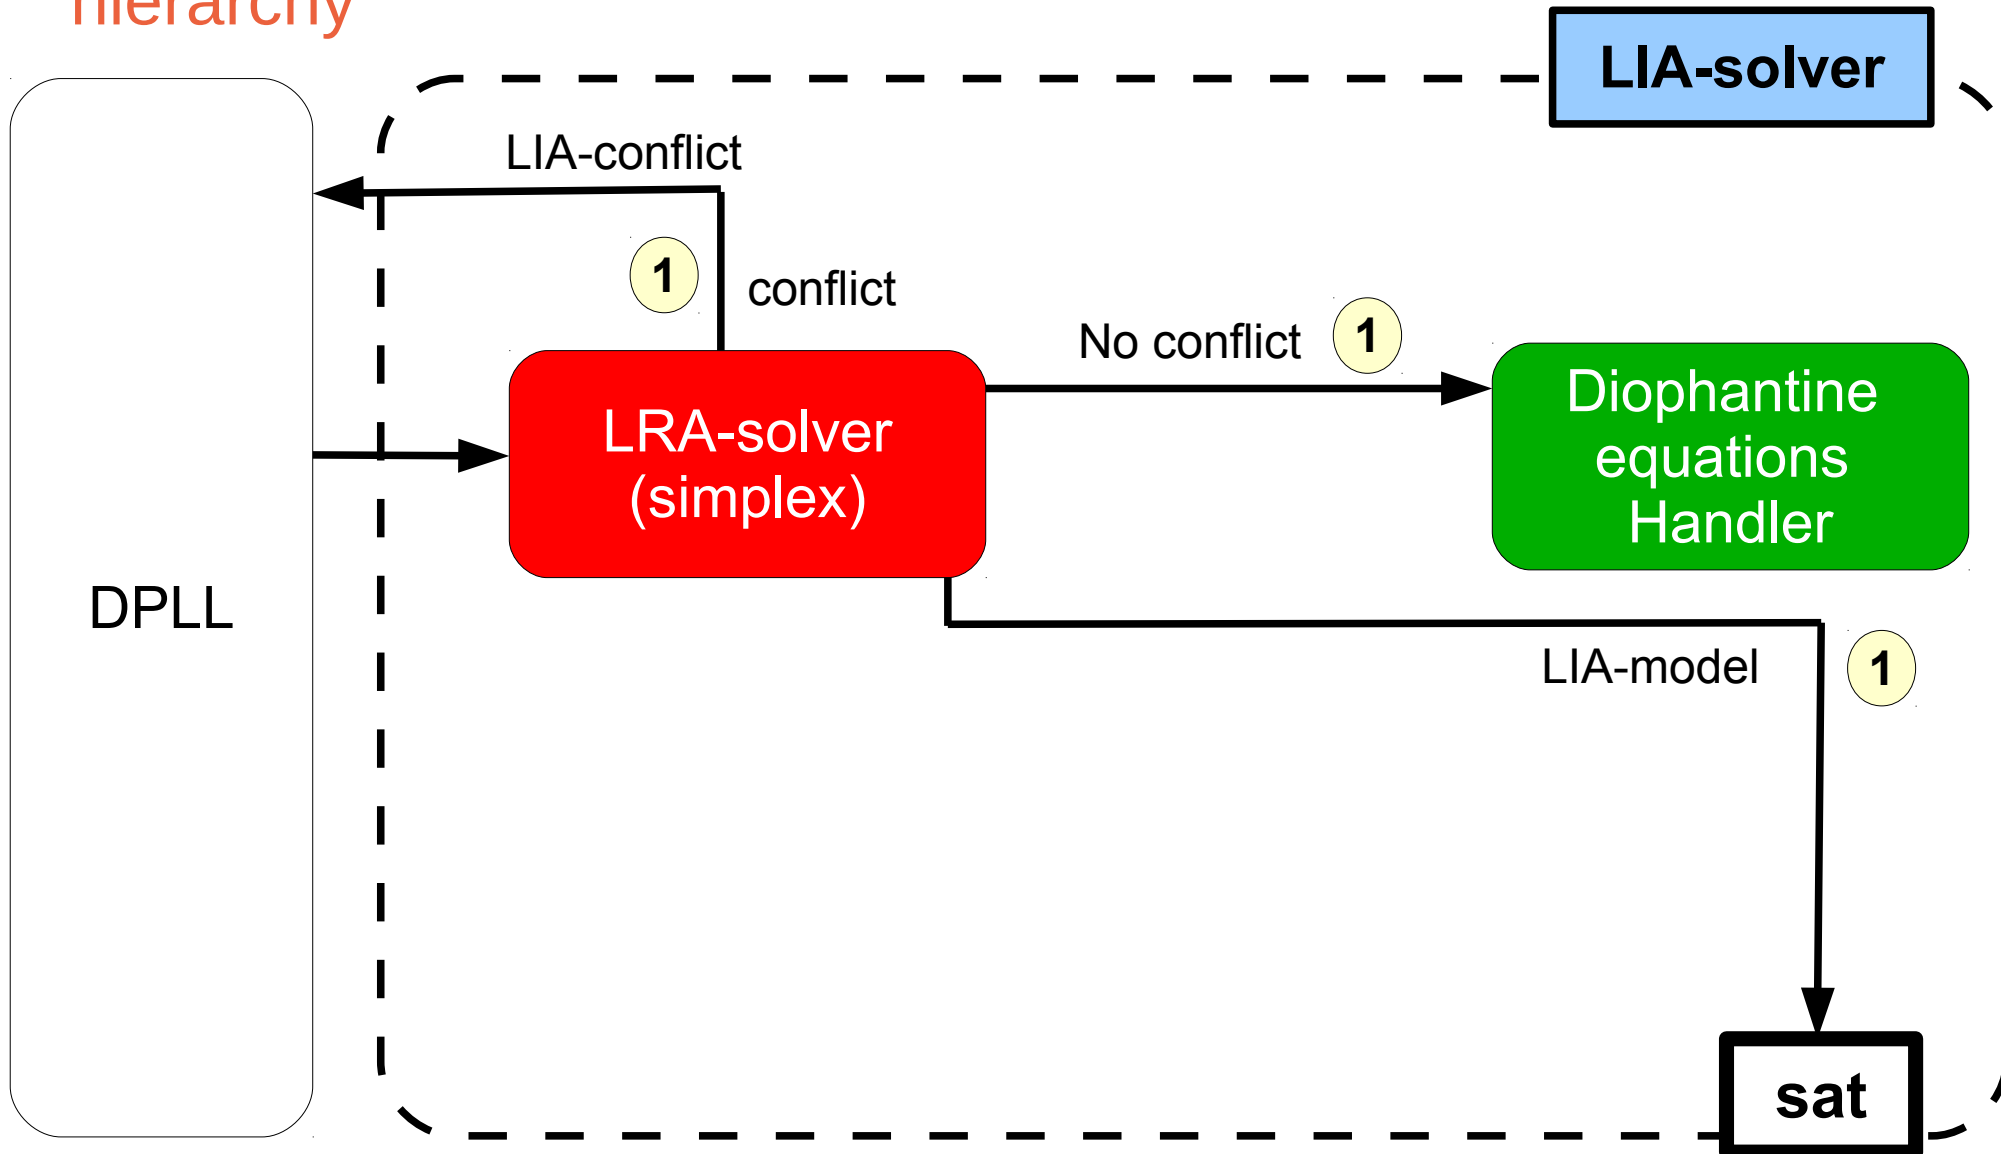 hierarchy
LIA-solver
LIA-conflict
1
conflict
No conflict
1
LRA-solver
(simplex)
Diophantine
equations
Handler
DPLL
LIA-model
1
sat